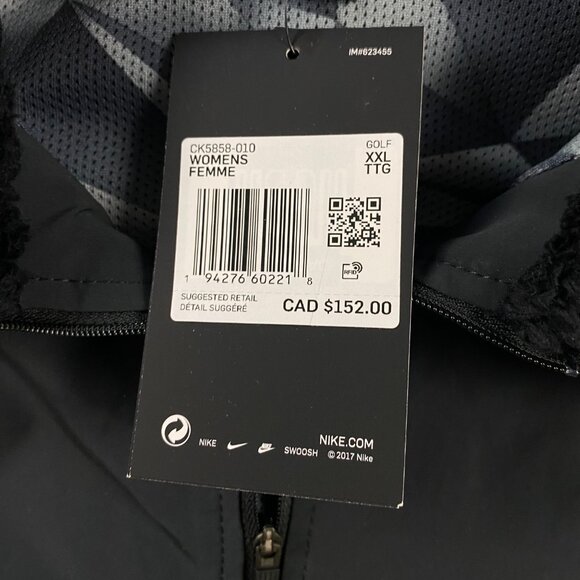 IM#623455
CK5858-010
WOMENS
FEMME
GOLF
XXL
TTG
1 94276 60221 8
RFID
SUGGESTED RETAIL
DÉTAIL SUGGÉRÉ
CAD $152.00
NIKE
SWOOSH
NIKE.COM
© 2017 Nike